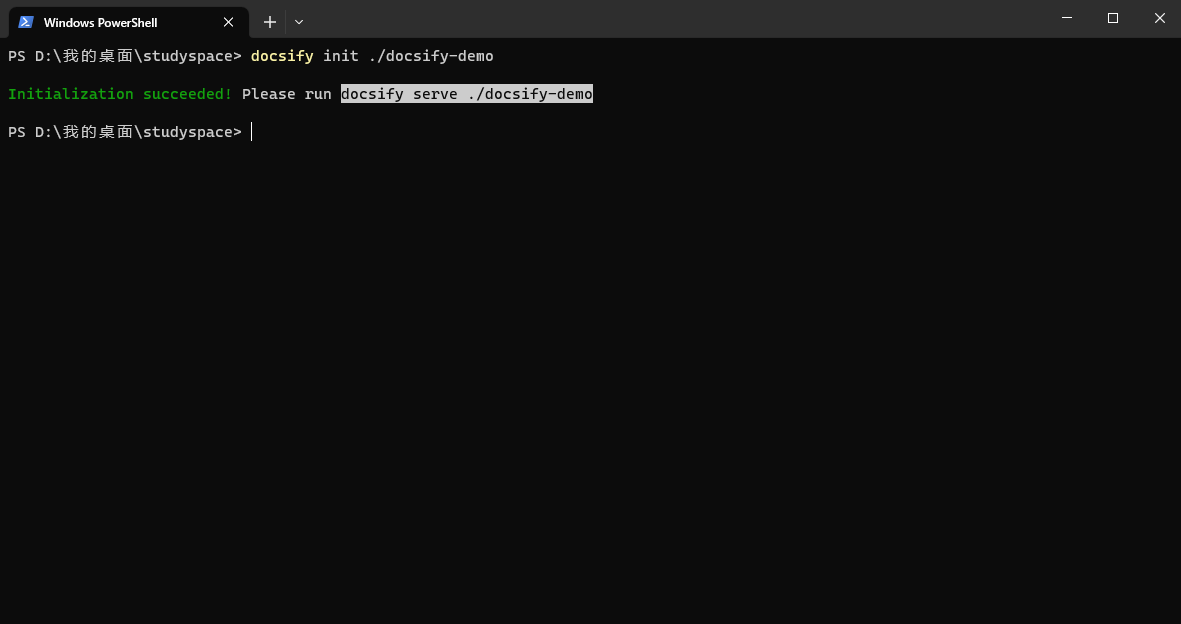 Windows PowerShell
PS D:\我的桌面\studyspace> docsify init ./docsify-demo
Initialization succeeded! Please run docsify serve ./docsify-demo
PS D:\我的桌面\studyspace>